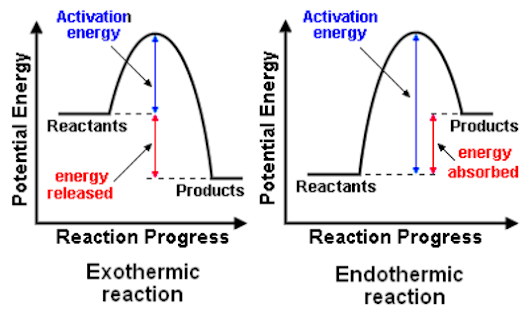 Activation
energy
Potential Energy
Reactants
energy
released
Products
Reaction Progress
Exothermic
reaction
Activation
energy
Potential Energy
Products
energy
absorbed
Reactants
Reaction Progress
Endothermic
reaction